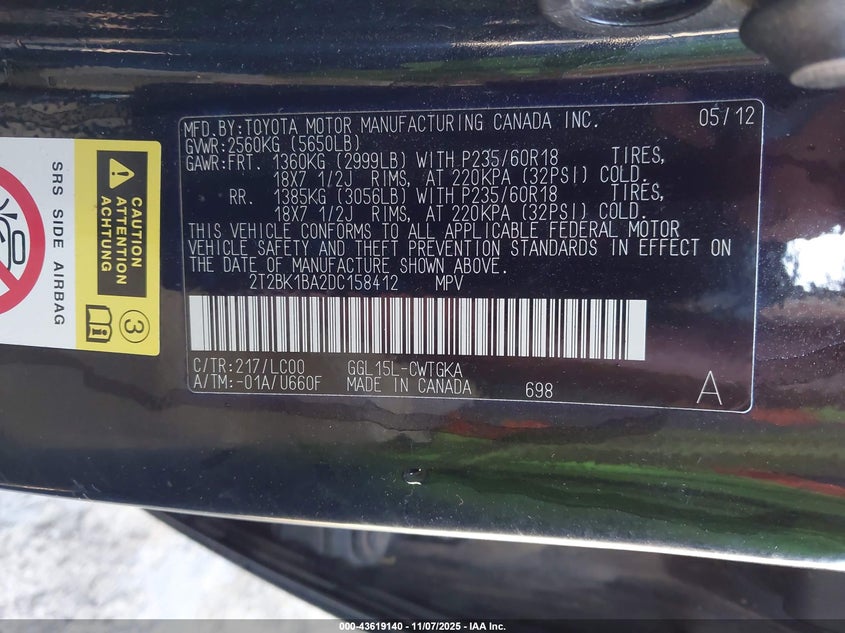 MFD.BY:TOYOTA MOTOR MANUFACTURING CANADA INC. 05/12
GVWR:2560KG (5650LB)
GAWR:FRT. 1360KG (2999LB) WITH P235/60R18 TIRES,
18X7 1/2J RIMS, AT 220KPA (32PSI) COLD.
RR. 1385KG (3056LB) WITH P235/60R18 TIRES,
18X7 1/2J RIMS, AT 220KPA (32PSI) COLD.
THIS VEHICLE CONFORMS TO ALL APPLICABLE FEDERAL MOTOR
VEHICLE SAFETY AND THEFT PREVENTION STANDARDS IN EFFECT ON
THE DATE OF MANUFACTURE SHOWN ABOVE.
2T2BK1BA2DC158412 MPV
C/TR:217/LC00 GGL15L-CWTGKA
A/TM:-01A/U660F MADE IN CANADA 698 A
SRS SIDE AIRBAG
CAUTION
ATTENTION
ACHTUNG
3
000-43619140 - 11/07/2025 - IAA Inc.